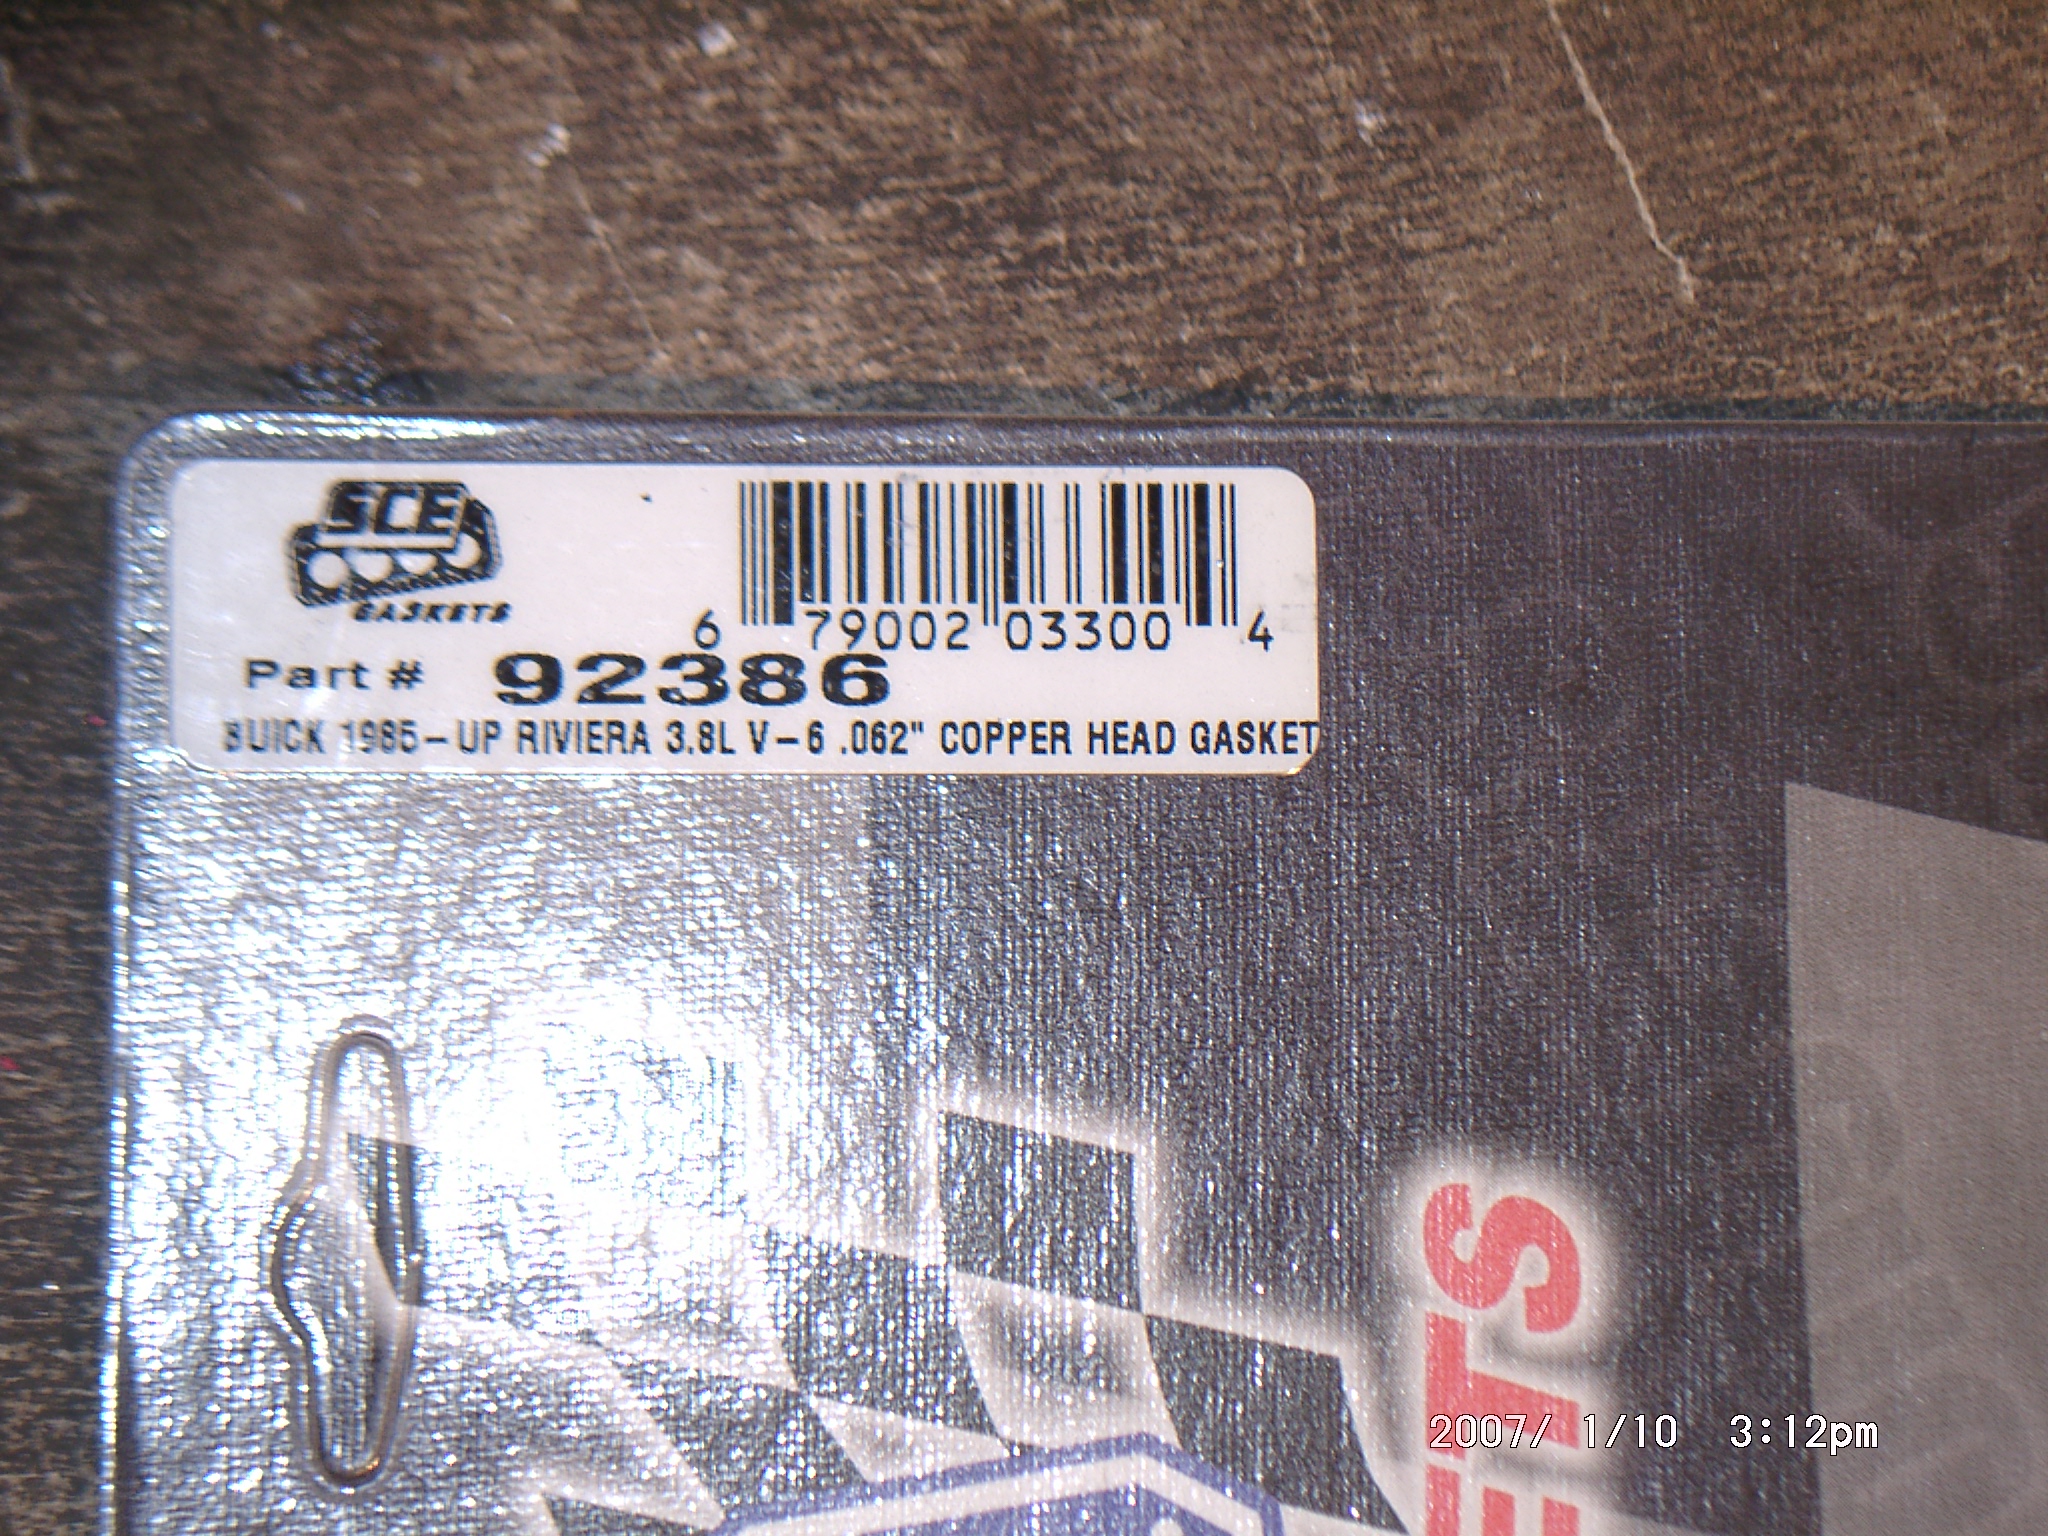 SCE
GASKETS
6 79002 03300 4
Part # 92386
BUICK 1985-UP RIVIERA 3.8L V-6 .062" COPPER HEAD GASKET
ETS
2007/ 1/10 3:12pm